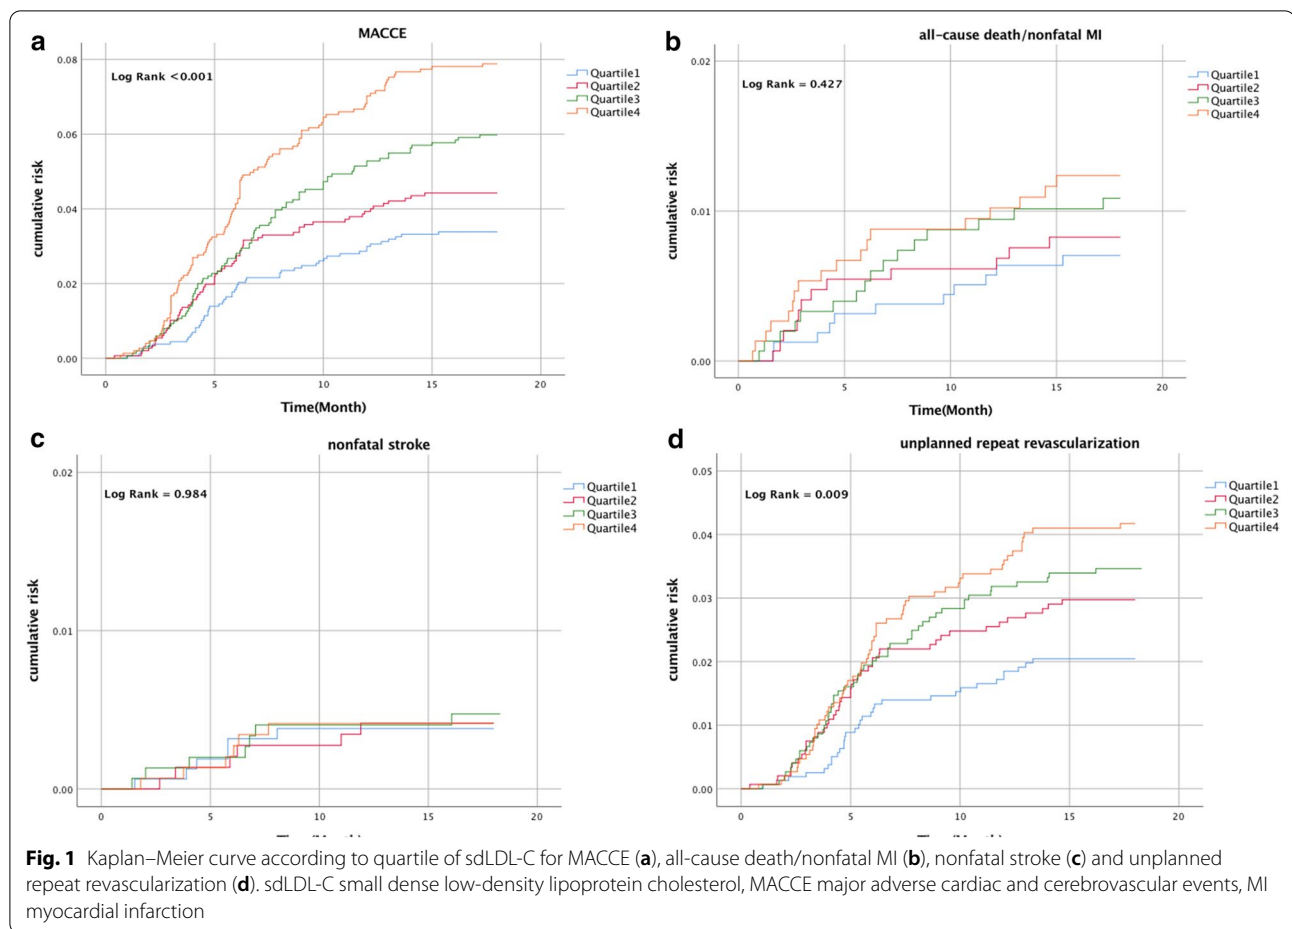 a
MACCE
Log Rank <0.001
Quartile1
Quartile2
Quartile3
Quartile4
0.08
0.06
0.04
0.02
0.00
cumulative risk
0
5
10
15
20
Time(Month)
b
all-cause death/nonfatal MI
Log Rank = 0.427
Quartile1
Quartile2
Quartile3
Quartile4
0.02
0.01
0.00
cumulative risk
0
5
10
15
20
Time(Month)
c
nonfatal stroke
Log Rank = 0.984
Quartile1
Quartile2
Quartile3
Quartile4
0.02
0.01
0.00
cumulative risk
0
5
10
15
20
Time(Month)
d
unplanned repeat revascularization
Log Rank = 0.009
Quartile1
Quartile2
Quartile3
Quartile4
0.05
0.04
0.03
0.02
0.01
0.00
cumulative risk
0
5
10
15
20
Time(Month)
Fig. 1 Kaplan–Meier curve according to quartile of sdLDL-C for MACCE (a), all-cause death/nonfatal MI (b), nonfatal stroke (c) and unplanned
repeat revascularization (d). sdLDL-C small dense low-density lipoprotein cholesterol, MACCE major adverse cardiac and cerebrovascular events, MI
myocardial infarction